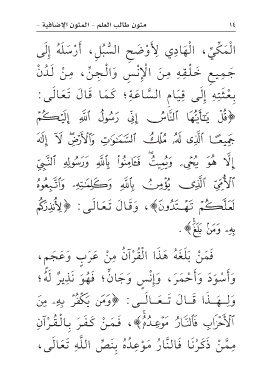 ١٤ متون طالب العلم – المتون الإضافية –
الْمَكِّيِّ، الْهَادِي لِأَوْضَحِ السُّبُلِ، أَرْسَلَهُ إِلَى
جَمِيعِ خَلْقِهِ مِنَ الْإِنْسِ وَالْجِنِّ، مِنْ لَدُنْ
بِعْثَتِهِ إِلَى قِيَامِ السَّاعَةِ؛ كَمَا قَالَ تَعَالَى:
﴿قُلْ يَٰٓأَيُّهَا ٱلنَّاسُ إِنِّي رَسُولُ ٱللَّهِ إِلَيْكُمْ
جَمِيعًا ٱلَّذِي لَهُۥ مُلْكُ ٱلسَّمَٰوَٰتِ وَٱلْأَرْضِۖ لَآ إِلَٰهَ
إِلَّا هُوَ يُحْيِۦ وَيُمِيتُۖ فَـَٔامِنُوا۟ بِٱللَّهِ وَرَسُولِهِ ٱلنَّبِيِّ
ٱلْأُمِّيِّ ٱلَّذِي يُؤْمِنُ بِٱللَّهِ وَكَلِمَٰتِهِۦ وَٱتَّبِعُوهُ
لَعَلَّكُمْ تَهْتَدُونَ﴾، وَقَالَ تَعَالَى: ﴿لِأُنذِرَكُم
بِهِۦ وَمَنۢ بَلَغَۚ﴾.
فَمَنْ بَلَغَهُ هَذَا الْقُرْآنُ مِنْ عَرَبٍ وَعَجَمٍ،
وَأَسْوَدَ وَأَحْمَرَ، وَإِنْسٍ وَجَانٍّ؛ فَهُوَ نَذِيرٌ لَهُ؛
وَلِهَذَا قَالَ تَعَالَى: ﴿وَمَن يَكْفُرْ بِهِۦ مِنَ
ٱلْأَحْزَابِ فَٱلنَّارُ مَوْعِدُهُۥۚ﴾، فَمَنْ كَفَرَ بِالْقُرْآنِ
مِمَّنْ ذَكَرْنَا فَالنَّارُ مَوْعِدُهُ بِنَصِّ اللَّهِ تَعَالَى،